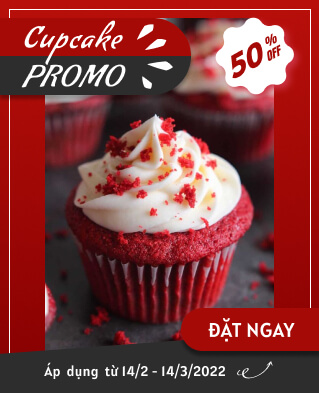 Cupcake
PROMO
50%
OFF
ĐẶT NGAY
Áp dụng từ 14/2 - 14/3/2022